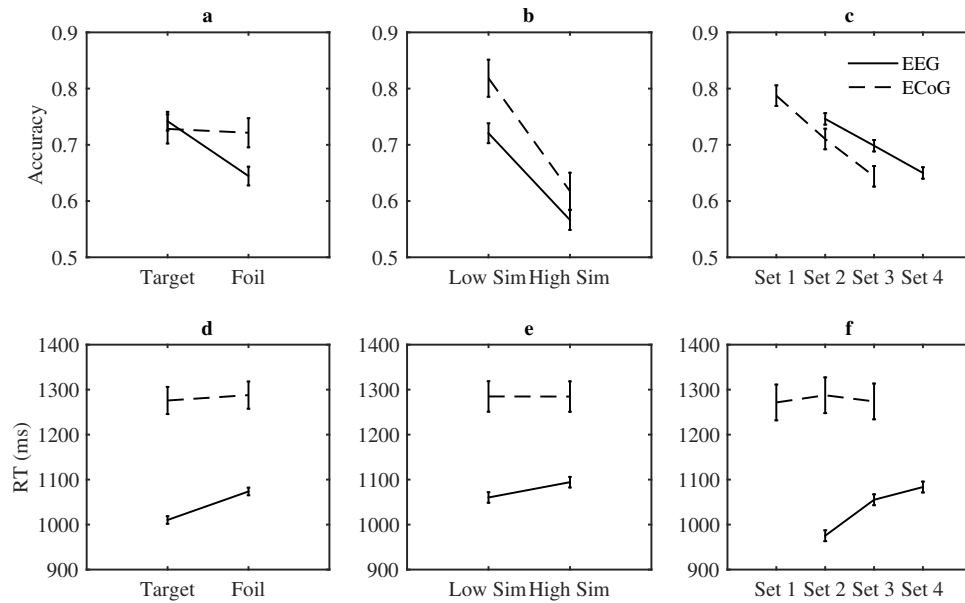 a
b
c
0.9
0.8
0.7
0.6
0.5
Accuracy
Target Foil
0.9
0.8
0.7
0.6
0.5
Low Sim High Sim
0.9
0.8
0.7
0.6
0.5
EEG
ECoG
Set 1 Set 2 Set 3 Set 4
d
e
f
1400
1300
1200
1100
1000
900
RT (ms)
Target Foil
1400
1300
1200
1100
1000
900
Low Sim High Sim
1400
1300
1200
1100
1000
900
Set 1 Set 2 Set 3 Set 4